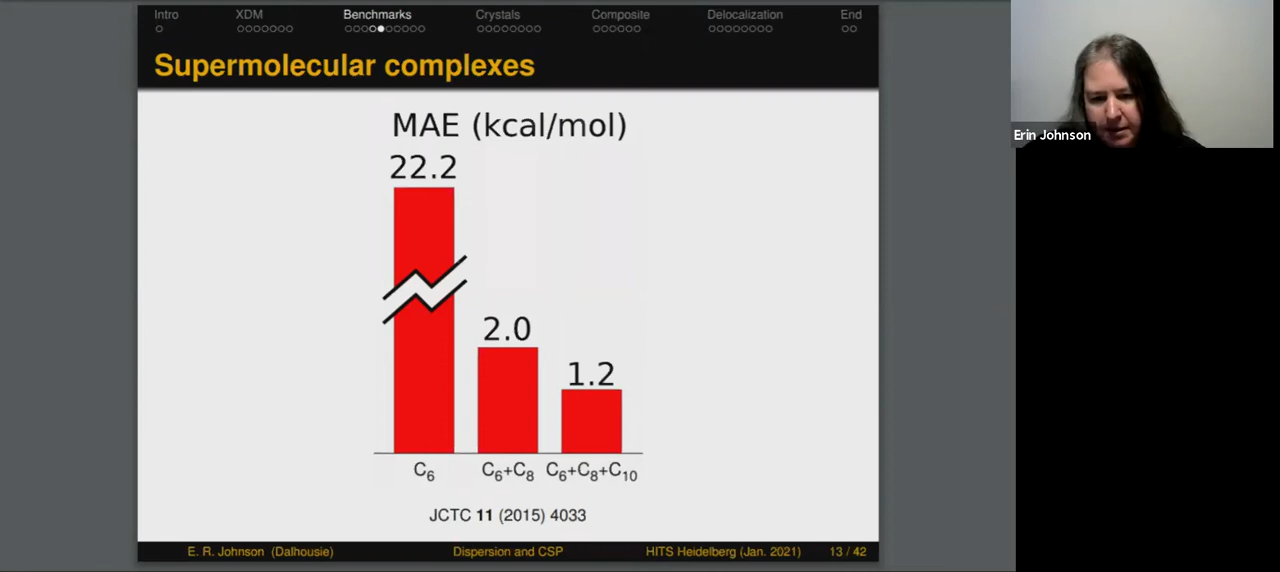 Intro XDM Benchmarks Crystals Composite Delocalization End
Supermolecular complexes
MAE (kcal/mol)
22.2
2.0
1.2
C6 C6+C8 C6+C8+C10
JCTC 11 (2015) 4033
E. R. Johnson (Dalhousie) Dispersion and CSP HITS Heidelberg (Jan. 2021) 13 / 42
Erin Johnson